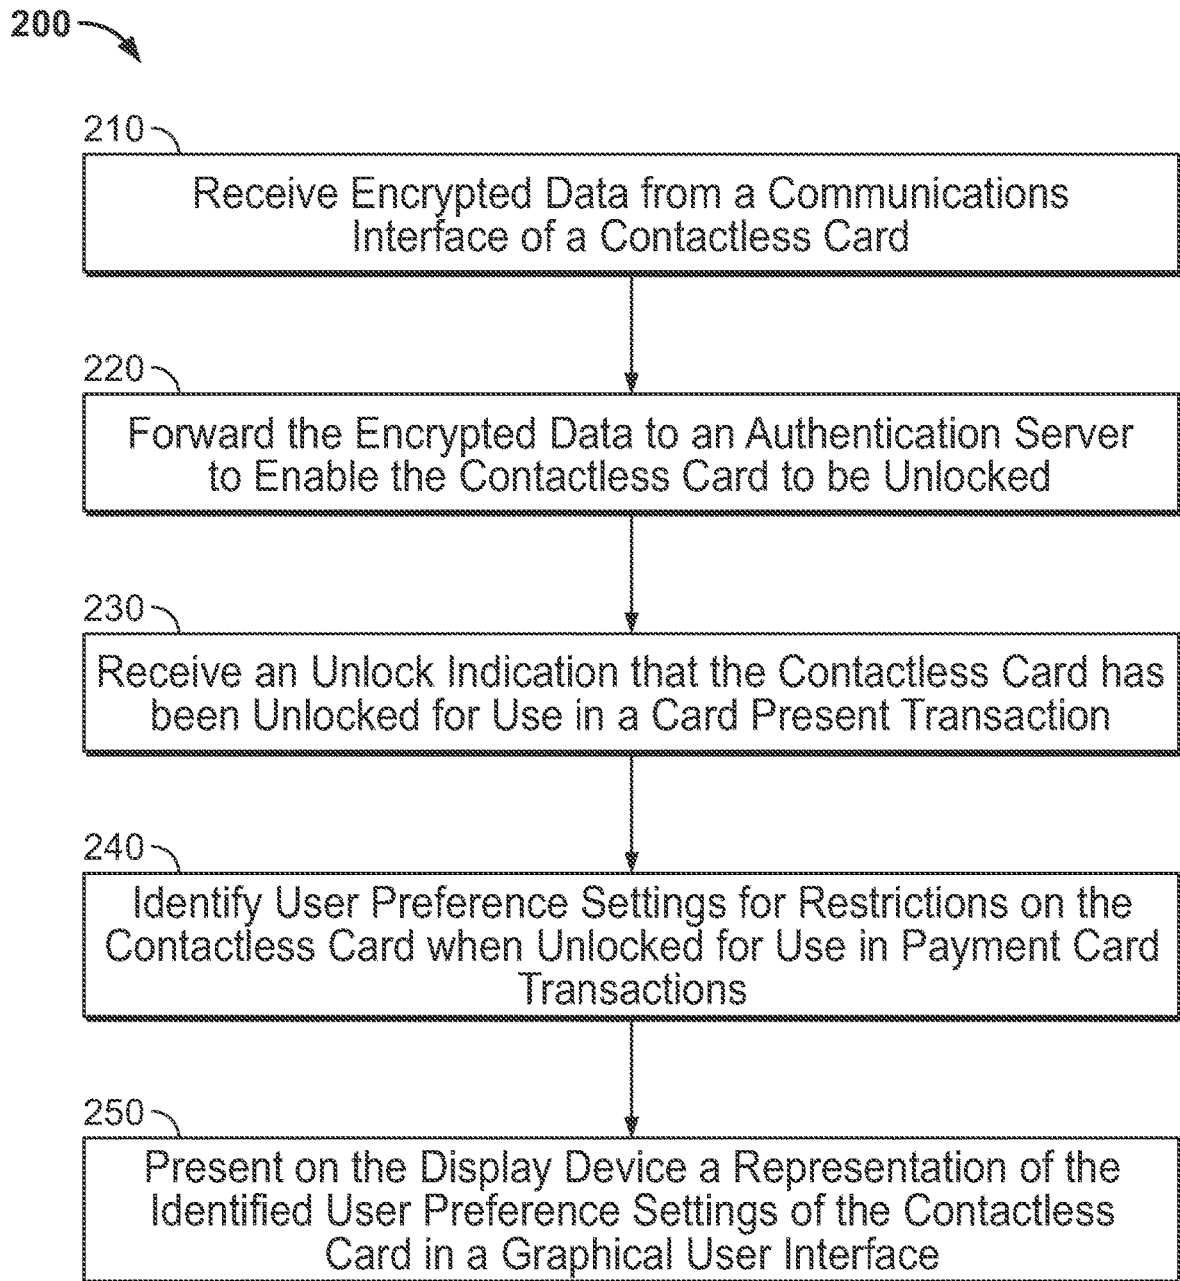 200
210
Receive Encrypted Data from a Communications
Interface of a Contactless Card
220
Forward the Encrypted Data to an Authentication Server
to Enable the Contactless Card to be Unlocked
230
Receive an Unlock Indication that the Contactless Card has
been Unlocked for Use in a Card Present Transaction
240
Identify User Preference Settings for Restrictions on the
Contactless Card when Unlocked for Use in Payment Card
Transactions
250
Present on the Display Device a Representation of the
Identified User Preference Settings of the Contactless
Card in a Graphical User Interface